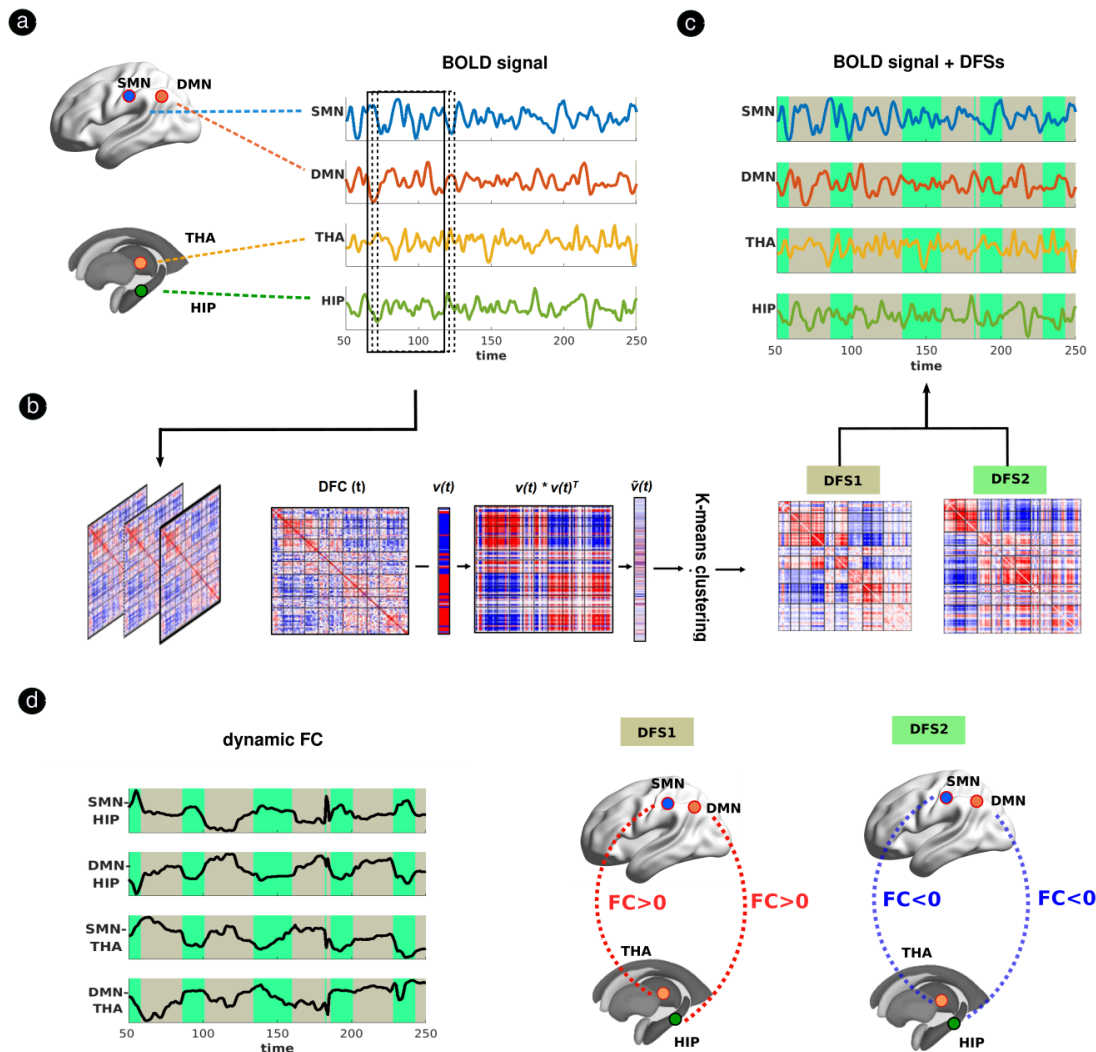 a
BOLD signal
SMN
DMN
SMN
DMN
THA
THA
HIP
HIP
50
100
150
200
250
time
c
BOLD signal + DFSs
SMN
DMN
THA
HIP
50
100
150
200
250
time
b
DFC (t)
v(t)
v(t) * v(t)ᵀ
ṽ(t)
K-means clustering
DFS1
DFS2
d
dynamic FC
SMN-
HIP
DMN-
HIP
SMN-
THA
DMN-
THA
50
100
150
200
250
time
DFS1
SMN
DMN
FC>0
FC>0
THA
HIP
DFS2
SMN
DMN
FC<0
FC<0
THA
HIP